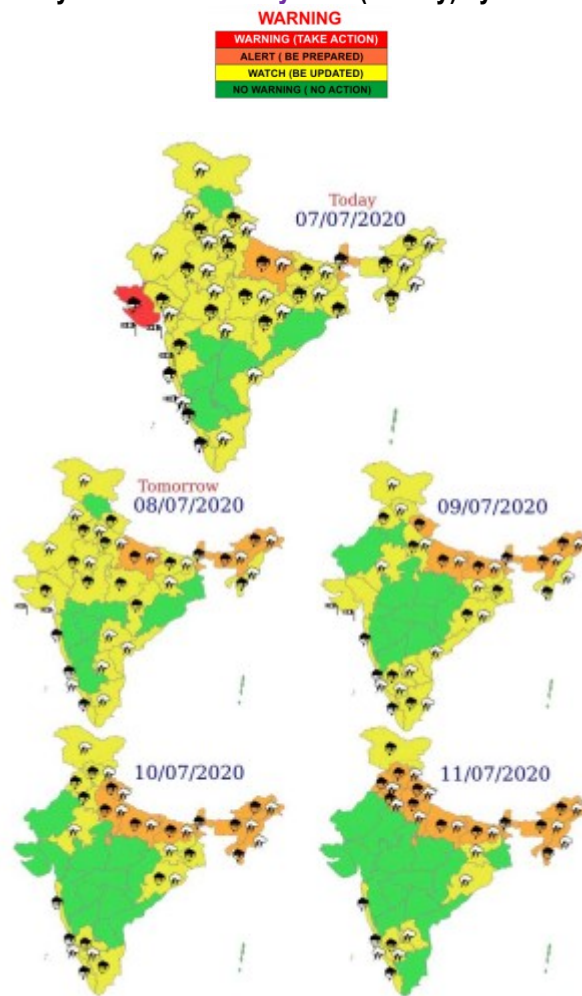 WARNING
WARNING (TAKE ACTION)
ALERT ( BE PREPARED)
WATCH (BE UPDATED)
NO WARNING ( NO ACTION)
Today
07/07/2020
Tomorrow
08/07/2020
09/07/2020
10/07/2020
11/07/2020